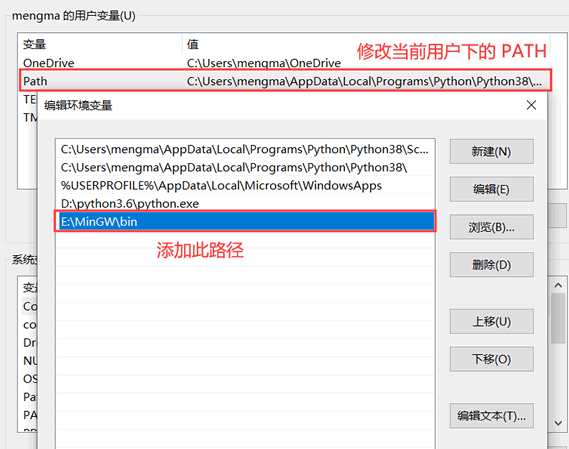 mengma 的用户变量(U)
变量 值
OneDrive C:\Users\mengma\OneDrive
修改当前用户下的 PATH
Path C:\Users\mengma\AppData\Local\Programs\Python\Python38\...
TE
TM
编辑环境变量
C:\Users\mengma\AppData\Local\Programs\Python\Python38\Sc...
C:\Users\mengma\AppData\Local\Programs\Python\Python38\
%USERPROFILE%\AppData\Local\Microsoft\WindowsApps
D:\python3.6\python.exe
E:\MinGW\bin
添加此路径
新建(N)
编辑(E)
浏览(B)...
删除(D)
上移(U)
下移(O)
编辑文本(T)...
系统变
变量
Co
co
Dri
NU
OS
Pat
PA